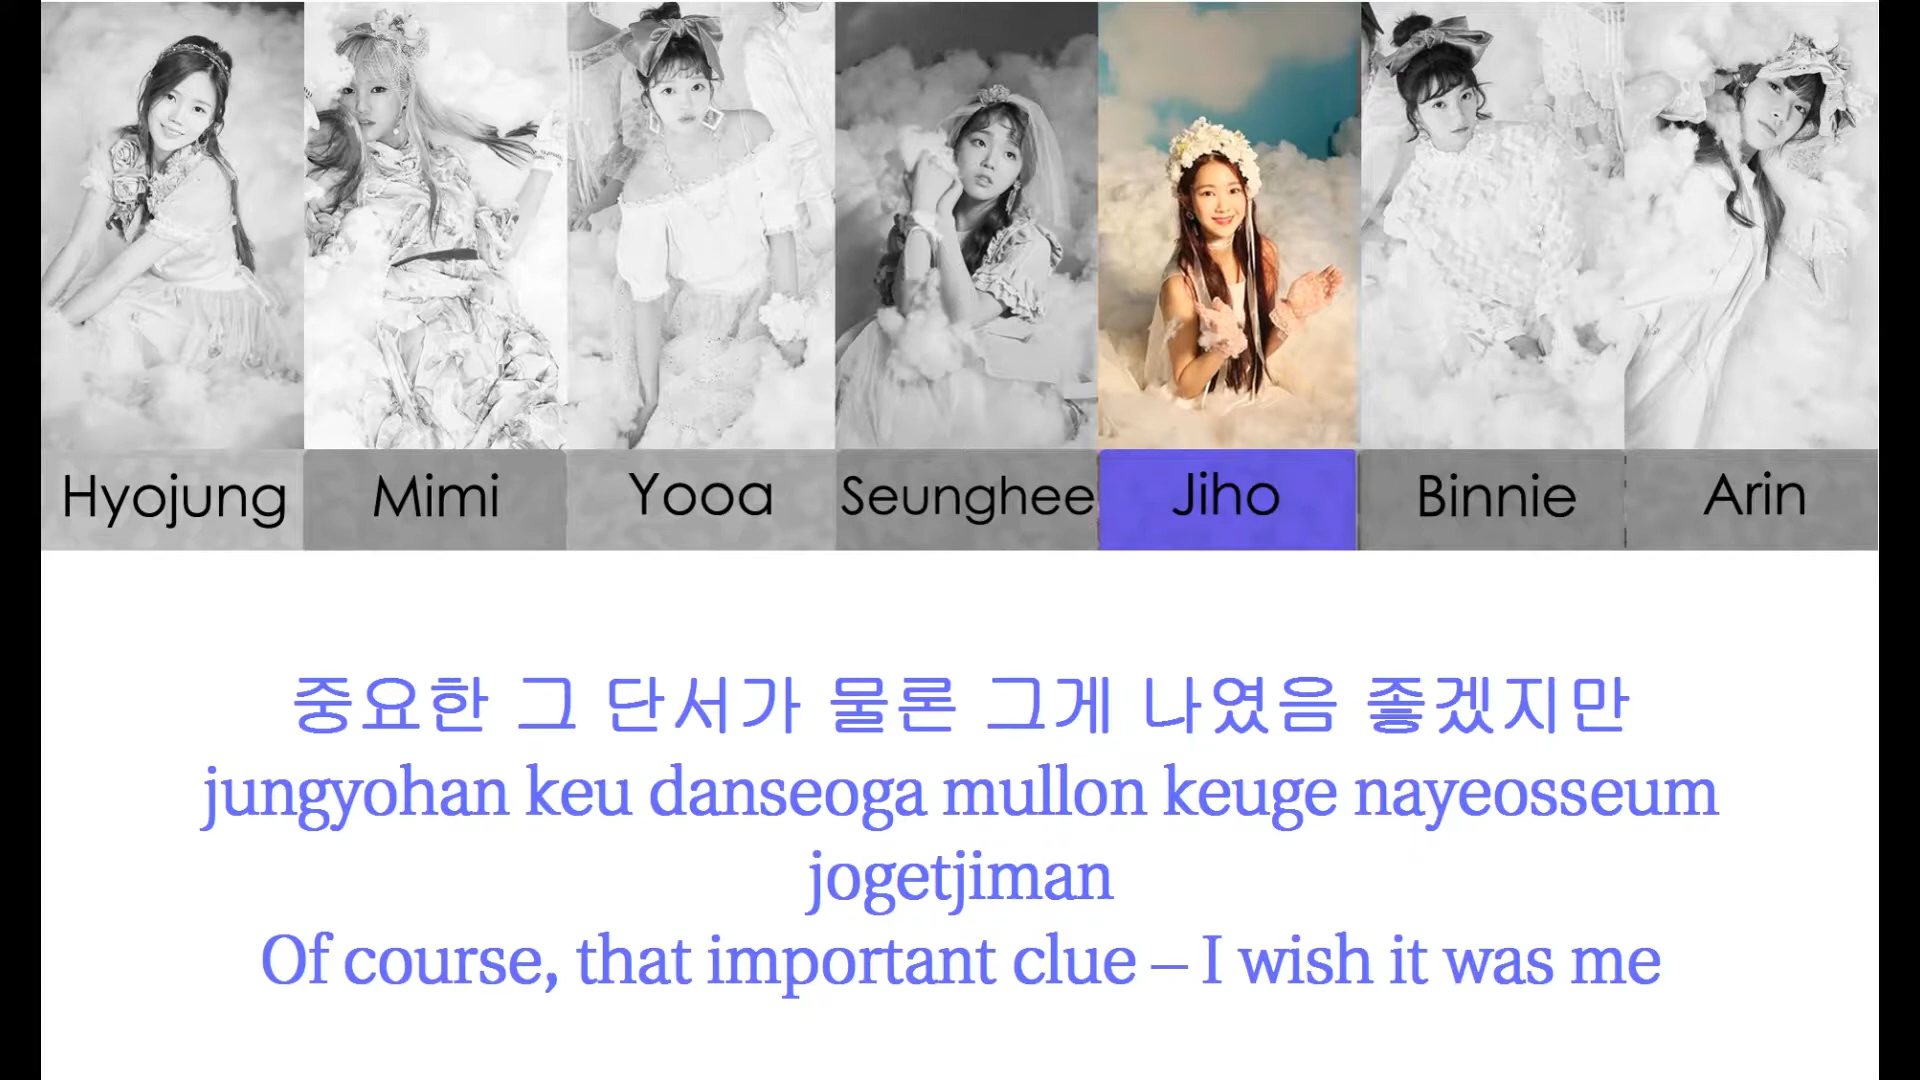 Hyojung Mimi Yooa Seunghee Jiho Binnie Arin
중요한 그 단서가 물론 그게 나였음 좋겠지만
jungyohan keu danseoga mullon keuge nayeosseum
jogetjiman
Of course, that important clue – I wish it was me